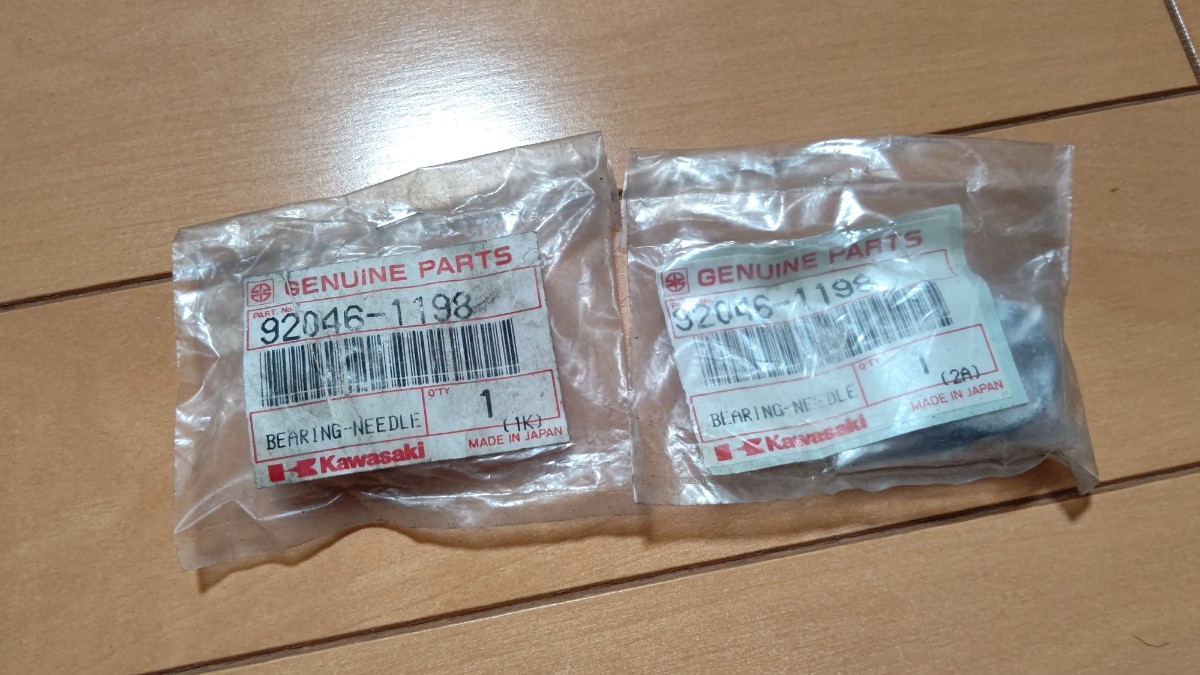 GENUINE PARTS
PART No.
92046-1198
Q'TY
1
(1K)
BEARING-NEEDLE
MADE IN JAPAN
Kawasaki
GENUINE PARTS
92046-1198
Q'TY
1
(2A)
BEARING-NEEDLE
MADE IN JAPAN
Kawasaki